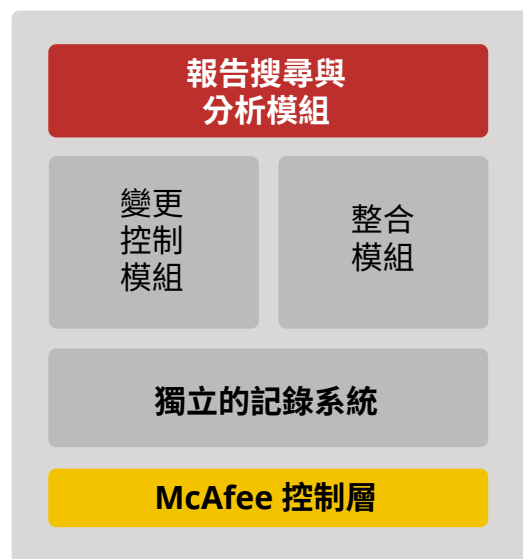 報告搜尋與
分析模組
變更
控制
模組
整合
模組
獨立的記錄系統
McAfee 控制層